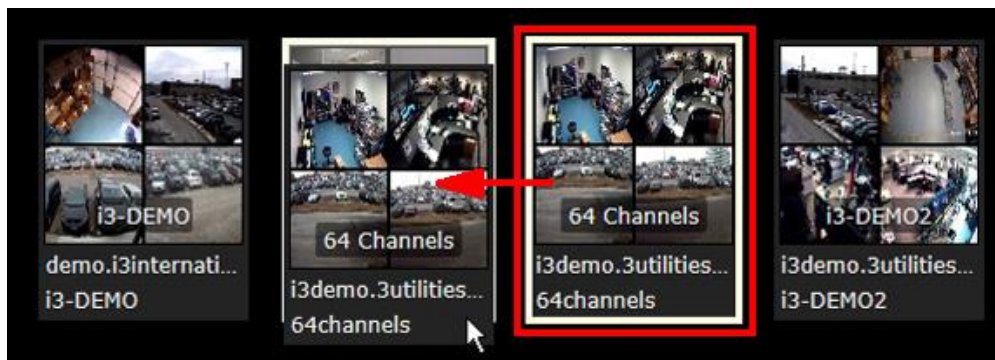 i3-DEMO
demo.i3internati...
i3-DEMO
64 Channels
i3demo.3utilities...
64channels
64 Channels
i3demo.3utilities...
64channels
i3-DEMO2
i3demo.3utilities...
i3-DEMO2